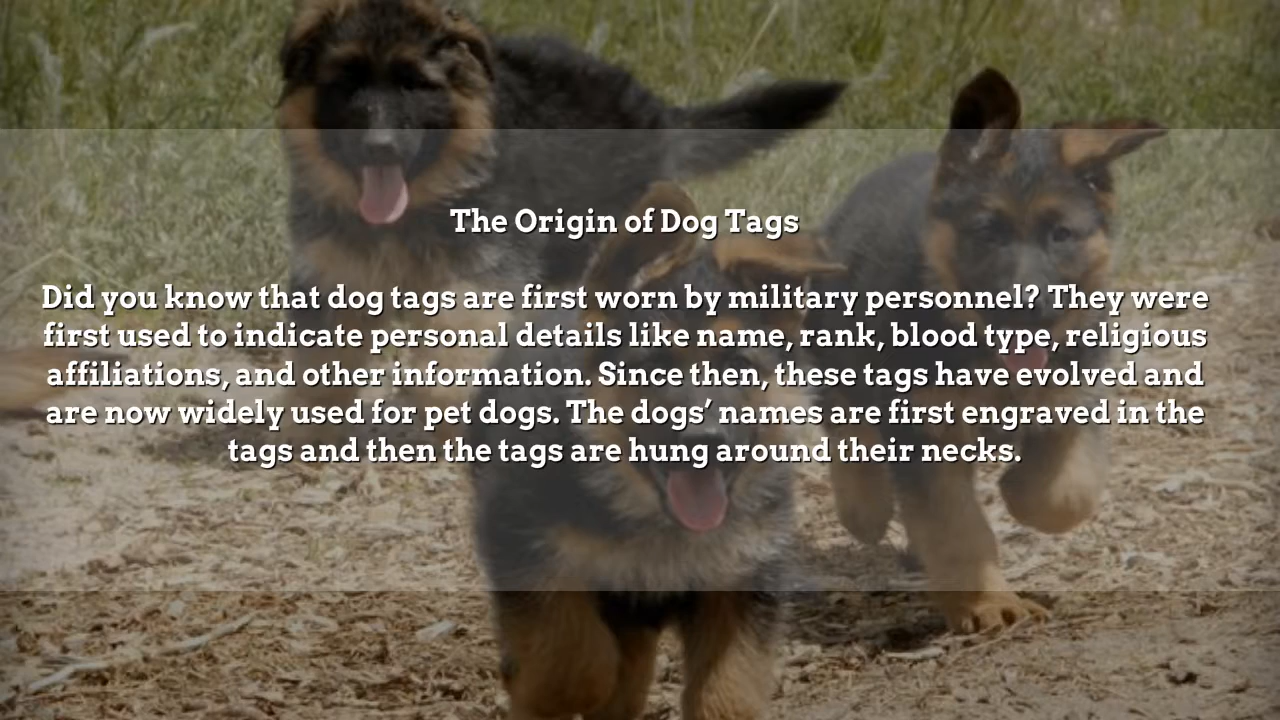 The Origin of Dog Tags
Did you know that dog tags are first worn by military personnel? They were
first used to indicate personal details like name, rank, blood type, religious
affiliations, and other information. Since then, these tags have evolved and
are now widely used for pet dogs. The dogs’ names are first engraved in the
tags and then the tags are hung around their necks.